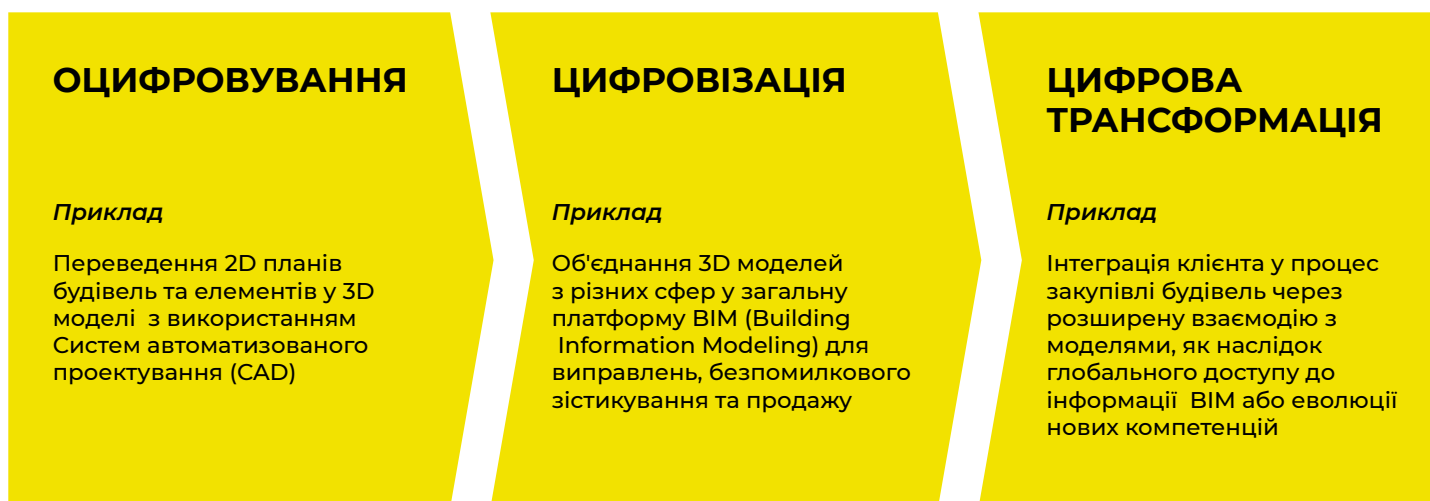 ОЦИФРОВУВАННЯ
Приклад
Переведення 2D планів
будівель та елементів у 3D
моделі з використанням
Систем автоматизованого
проектування (CAD)
ЦИФРОВІЗАЦІЯ
Приклад
Об'єднання 3D моделей
з різних сфер у загальну
платформу BIM (Building
Information Modeling) для
виправлень, безпомилкового
зістикування та продажу
ЦИФРОВА
ТРАНСФОРМАЦІЯ
Приклад
Інтеграція клієнта у процес
закупівлі будівель через
розширену взаємодію з
моделями, як наслідок
глобального доступу до
інформації BIM або еволюції
нових компетенцій